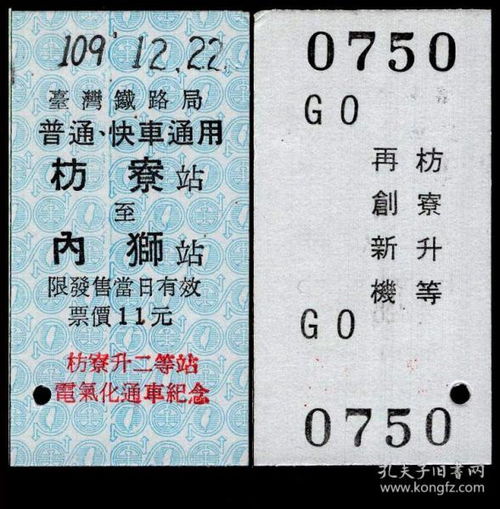 109.12.22
臺灣鐵路局
普通、快車通用
枋寮站
至
內獅站
限發售當日有效
票價11元
枋寮升二等站
電氣化通車紀念
0750
GO
枋寮升等
再創新機
GO
0750
孔夫子旧书网
www.kongfz.com